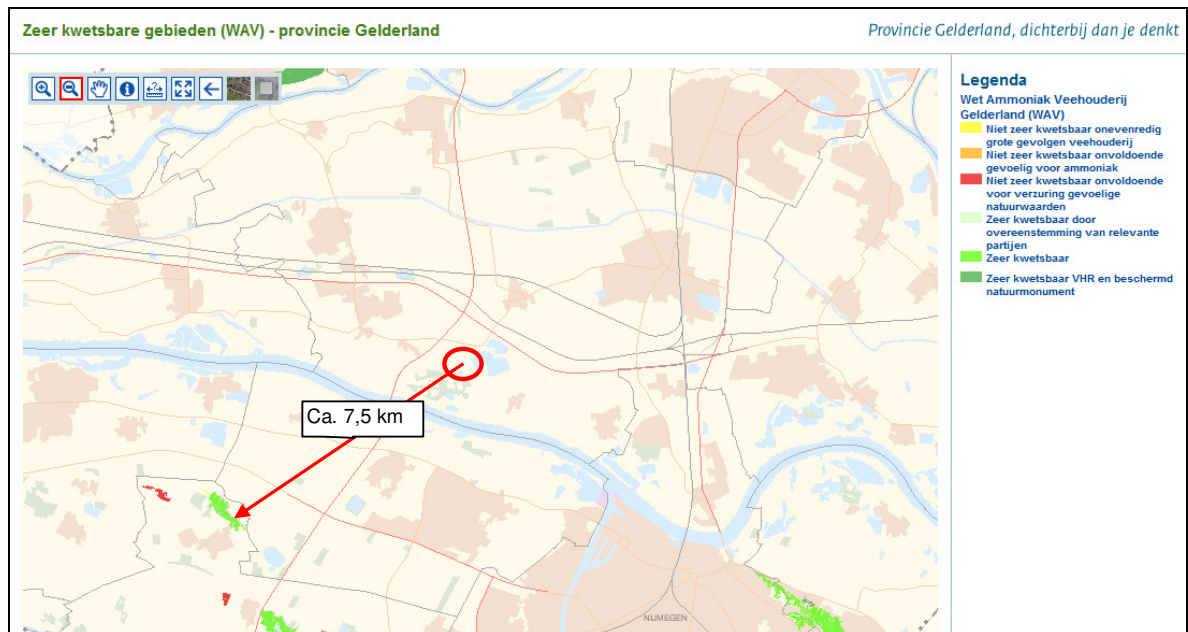 Zeer kwetsbare gebieden (WAV) - provincie Gelderland
Provincie Gelderland, dichterbij dan je denkt
Legenda
Wet Ammoniak Veehouderij
Gelderland (WAV)
Niet zeer kwetsbaar onevenredig
grote gevolgen veehouderij
Niet zeer kwetsbaar onvoldoende
gevoelig voor ammoniak
Niet zeer kwetsbaar onvoldoende
voor verzuring gevoelige
natuurwaarden
Zeer kwetsbaar door
overeenstemming van relevante
partijen
Zeer kwetsbaar
Zeer kwetsbaar VHR en beschermd
natuurmonument
Ca. 7,5 km
NIJMEGEN